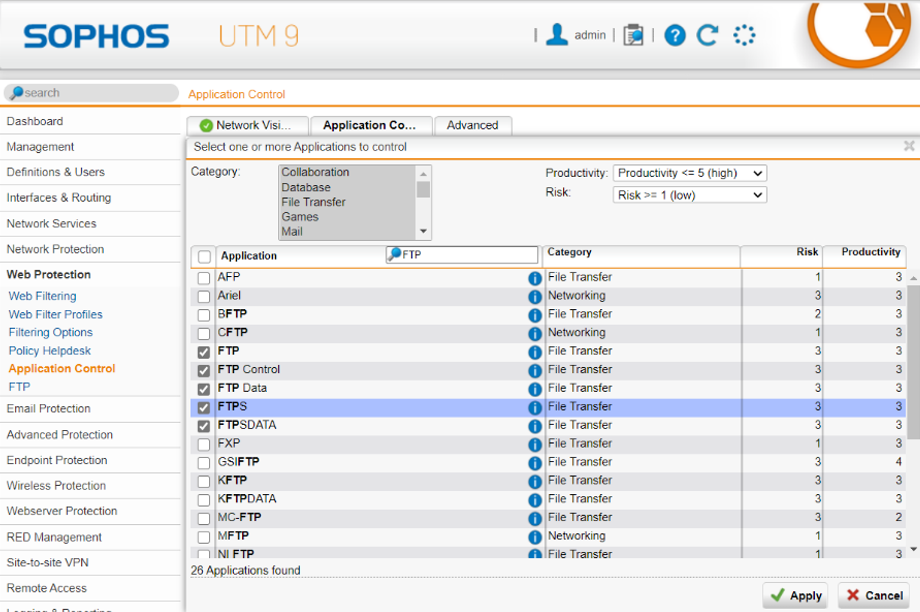 SOPHOS UTM 9 | admin | |
search
Application Control
Dashboard
Management
Definitions & Users
Interfaces & Routing
Network Services
Network Protection
Web Protection
Web Filtering
Web Filter Profiles
Filtering Options
Policy Helpdesk
Application Control
FTP
Email Protection
Advanced Protection
Endpoint Protection
Wireless Protection
Webserver Protection
RED Management
Site-to-site VPN
Remote Access
Logging & Reporting
Network Visi... Application Co... Advanced
Select one or more Applications to control
Category:
Collaboration
Database
File Transfer
Games
Mail
Productivity: Productivity <= 5 (high)
Risk: Risk >= 1 (low)
Application FTP Category Risk Productivity
AFP File Transfer 1 3
Ariel Networking 3 3
BFTP File Transfer 2 3
CFTP Networking 1 3
FTP File Transfer 3 3
FTP Control File Transfer 3 3
FTP Data File Transfer 3 3
FTPS File Transfer 3 3
FTPSDATA File Transfer 3 3
FXP File Transfer 1 3
GSIFTP File Transfer 3 4
KFTP File Transfer 3 3
KFTPDATA File Transfer 3 3
MC-FTP File Transfer 3 2
MFTP Networking 1 3
NI FTP File Transfer 1 3
26 Applications found
Apply Cancel